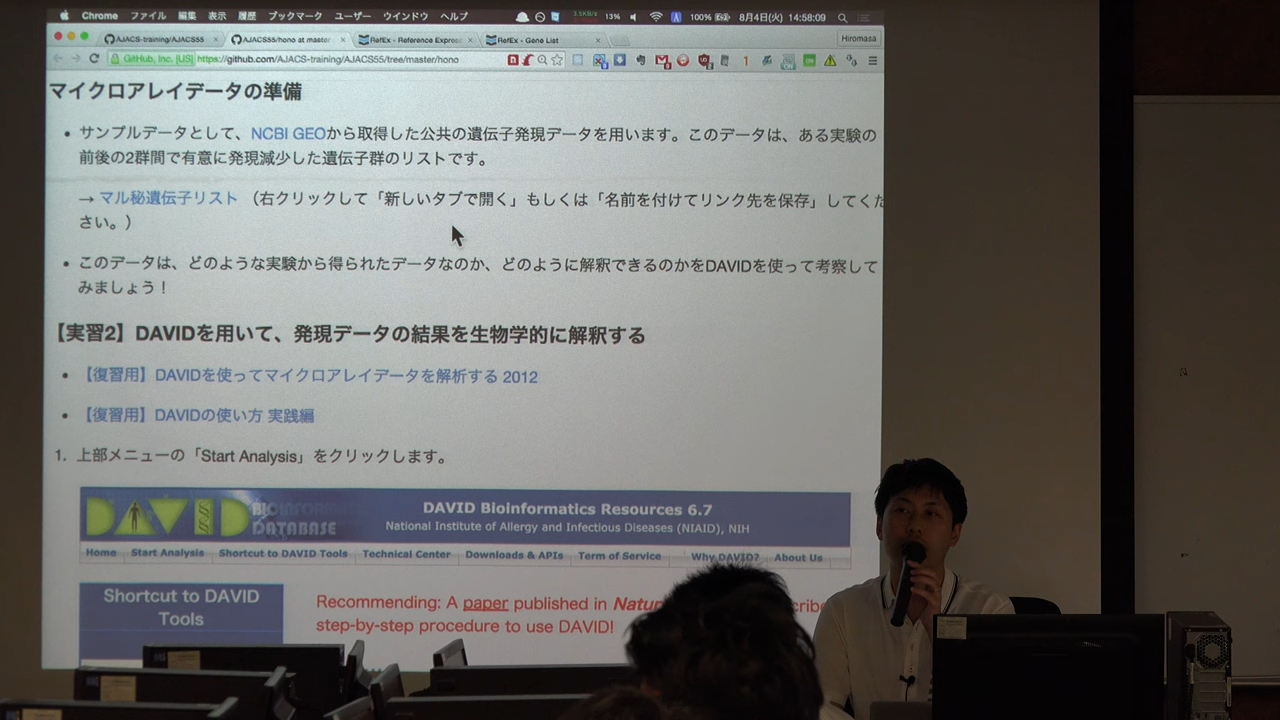 Chrome ファイル 編集 表示 履歴 ブックマーク ユーザー ウインドウ ヘルプ 3.5KB/s 13% 100% 8月4日(火) 14:58:09
AJACS-training/AJACS55 AJACS55/hono at master RefEx - Reference Express RefEx - Gene List Hiromasa
GitHub, Inc. [US] https://github.com/AJACS-training/AJACS55/tree/master/hono
マイクロアレイデータの準備
• サンプルデータとして、NCBI GEOから取得した公共の遺伝子発現データを用います。このデータは、ある実験の
前後の2群間で有意に発現減少した遺伝子群のリストです。
→ マル秘遺伝子リスト （右クリックして「新しいタブで開く」もしくは「名前を付けてリンク先を保存」してくだ
さい。）
• このデータは、どのような実験から得られたデータなのか、どのように解釈できるのかをDAVIDを使って考察して
みましょう！
【実習2】DAVIDを用いて、発現データの結果を生物学的に解釈する
• 【復習用】DAVIDを使ってマイクロアレイデータを解析する 2012
• 【復習用】DAVIDの使い方 実践編
1. 上部メニューの「Start Analysis」をクリックします。
DAVID BIOINFORMATICS DATABASE
DAVID Bioinformatics Resources 6.7
National Institute of Allergy and Infectious Diseases (NIAID), NIH
Home Start Analysis Shortcut to DAVID Tools Technical Center Downloads & APIs Term of Service Why DAVID? About Us
Shortcut to DAVID
Tools
Recommending: A paper published in Natur
step-by-step procedure to use DAVID!